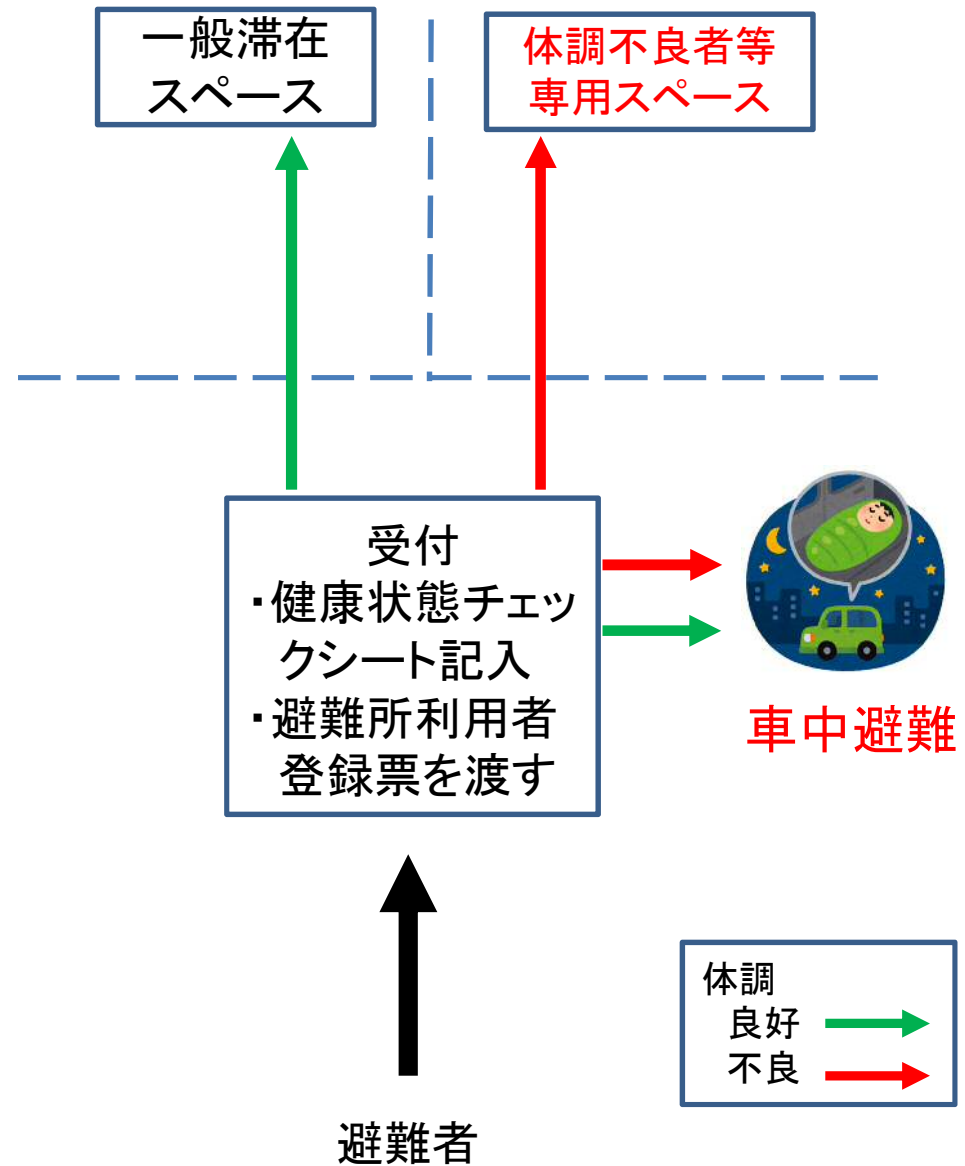 一般滞在
スペース
体調不良者等
専用スペース
受付
・健康状態チェッ
クシート記入
・避難所利用者
登録票を渡す
車中避難
避難者
体調
良好
不良